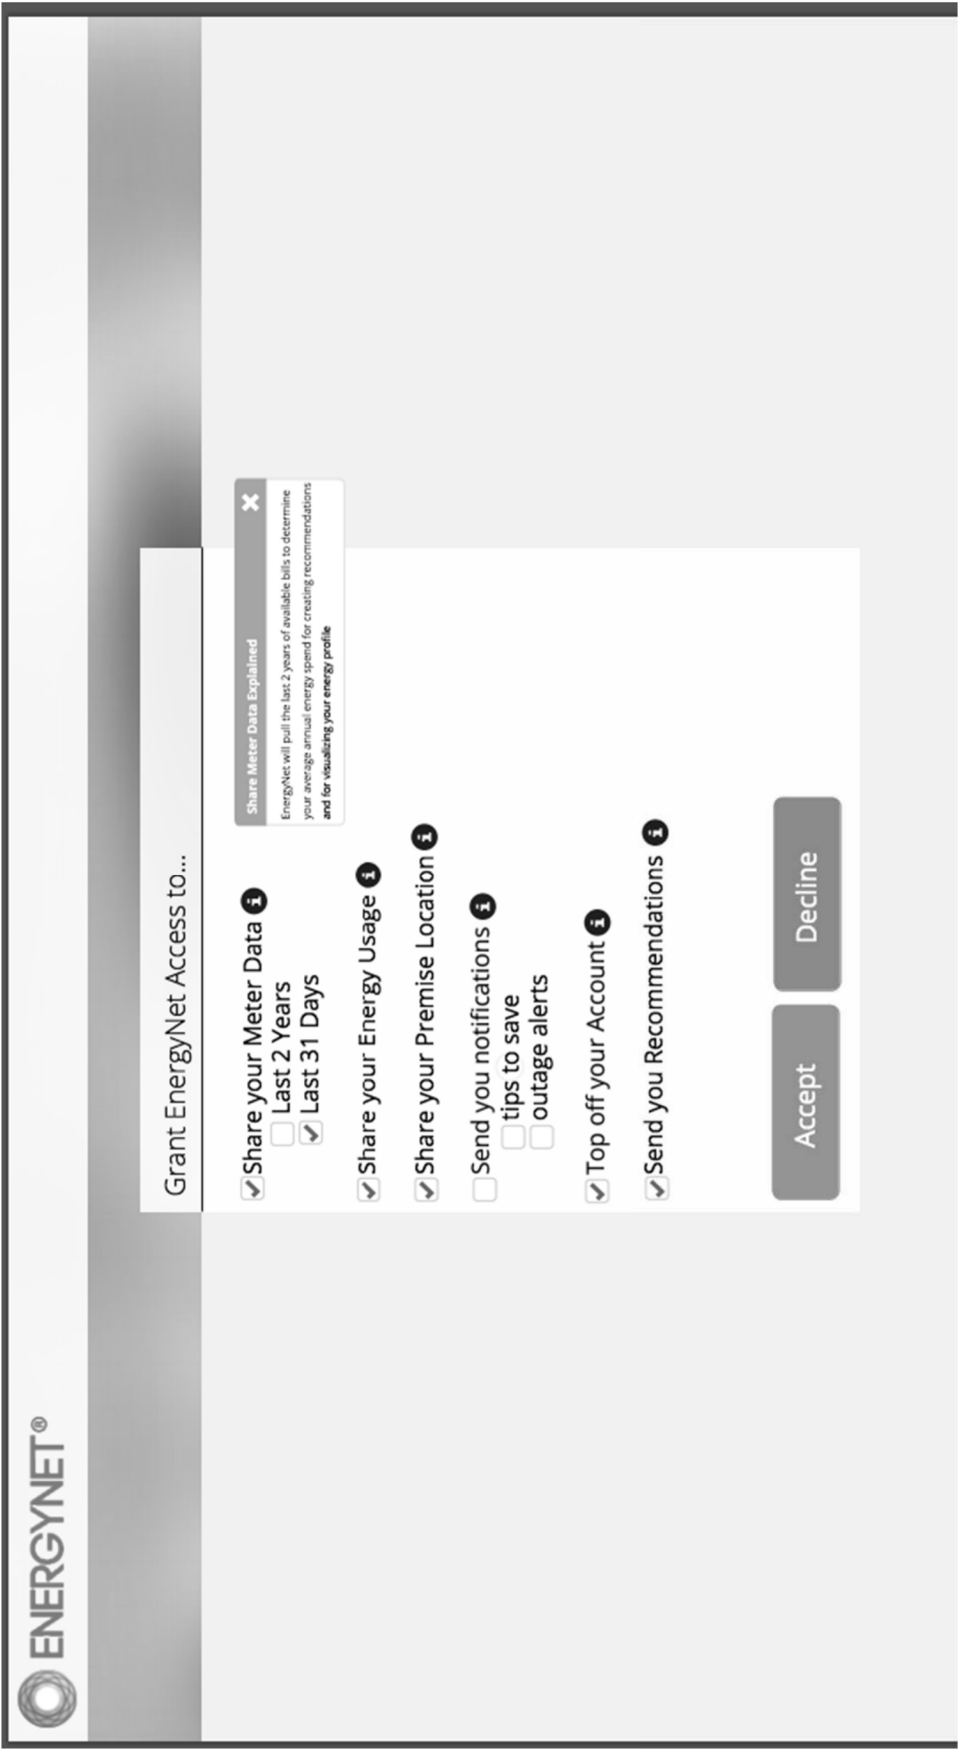 ENERGYNET®
Grant EnergyNet Access to...
Share your Meter Data
Last 2 Years
Last 31 Days
Share Meter Data Explained
EnergyNet will pull the last 2 years of available bills to determine
your average annual energy spend for creating recommendations
and for visualizing your energy profile
Share your Energy Usage
Share your Premise Location
Send you notifications
tips to save
outage alerts
Top off your Account
Send you Recommendations
Accept
Decline